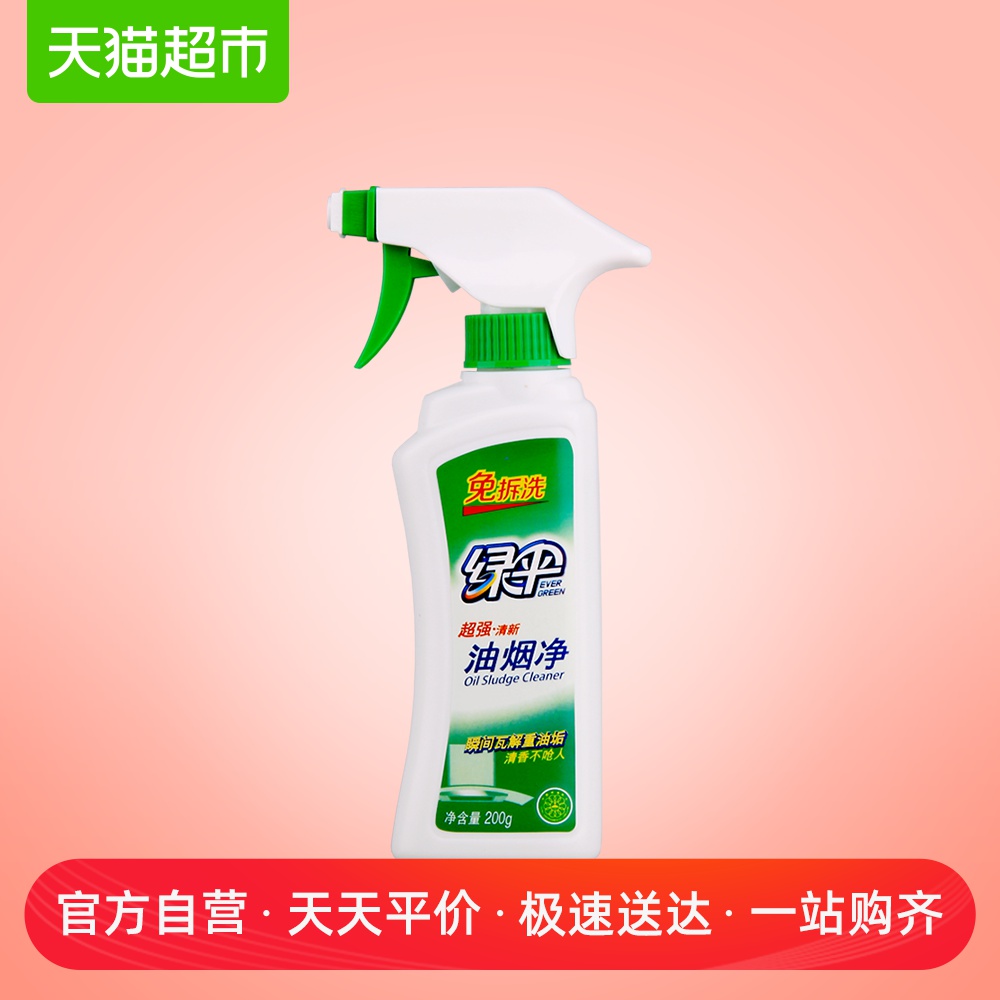 天猫超市
免拆洗
绿伞
EVER
GREEN
超强·清新
油烟净
Oil Sludge Cleaner
瞬间瓦解重油垢
清香不呛人
净含量 200g
官方自营 · 天天平价 · 极速送达 · 一站购齐